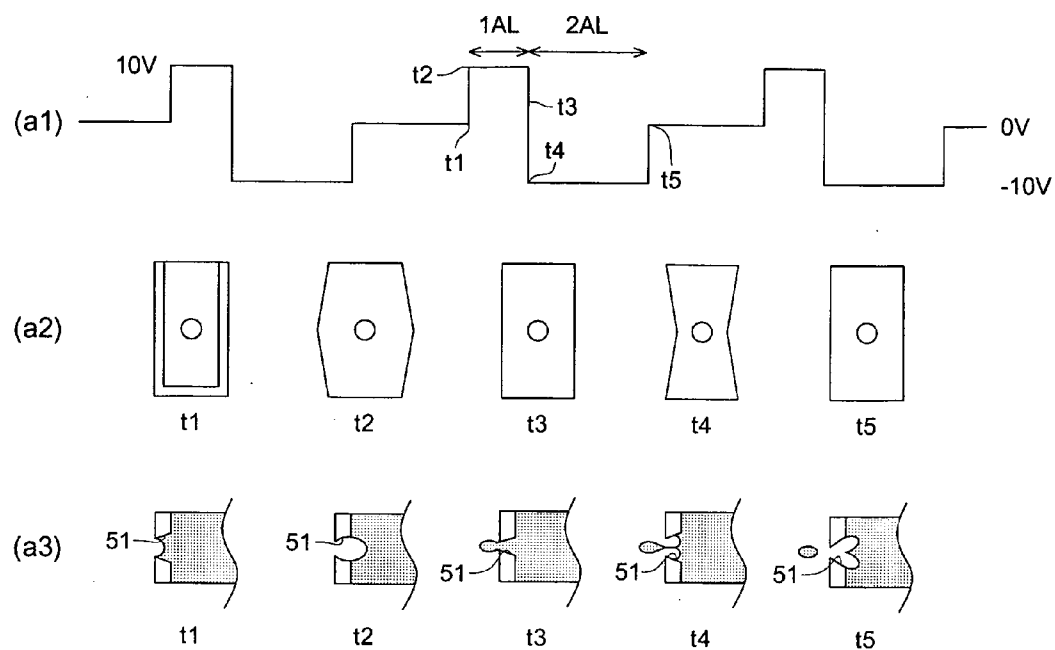 1AL 2AL
10V t2
(a1) t3 0V
t1 t4 t5
-10V
(a2)
t1 t2 t3 t4 t5
(a3) 51 51 51 51 51
t1 t2 t3 t4 t5